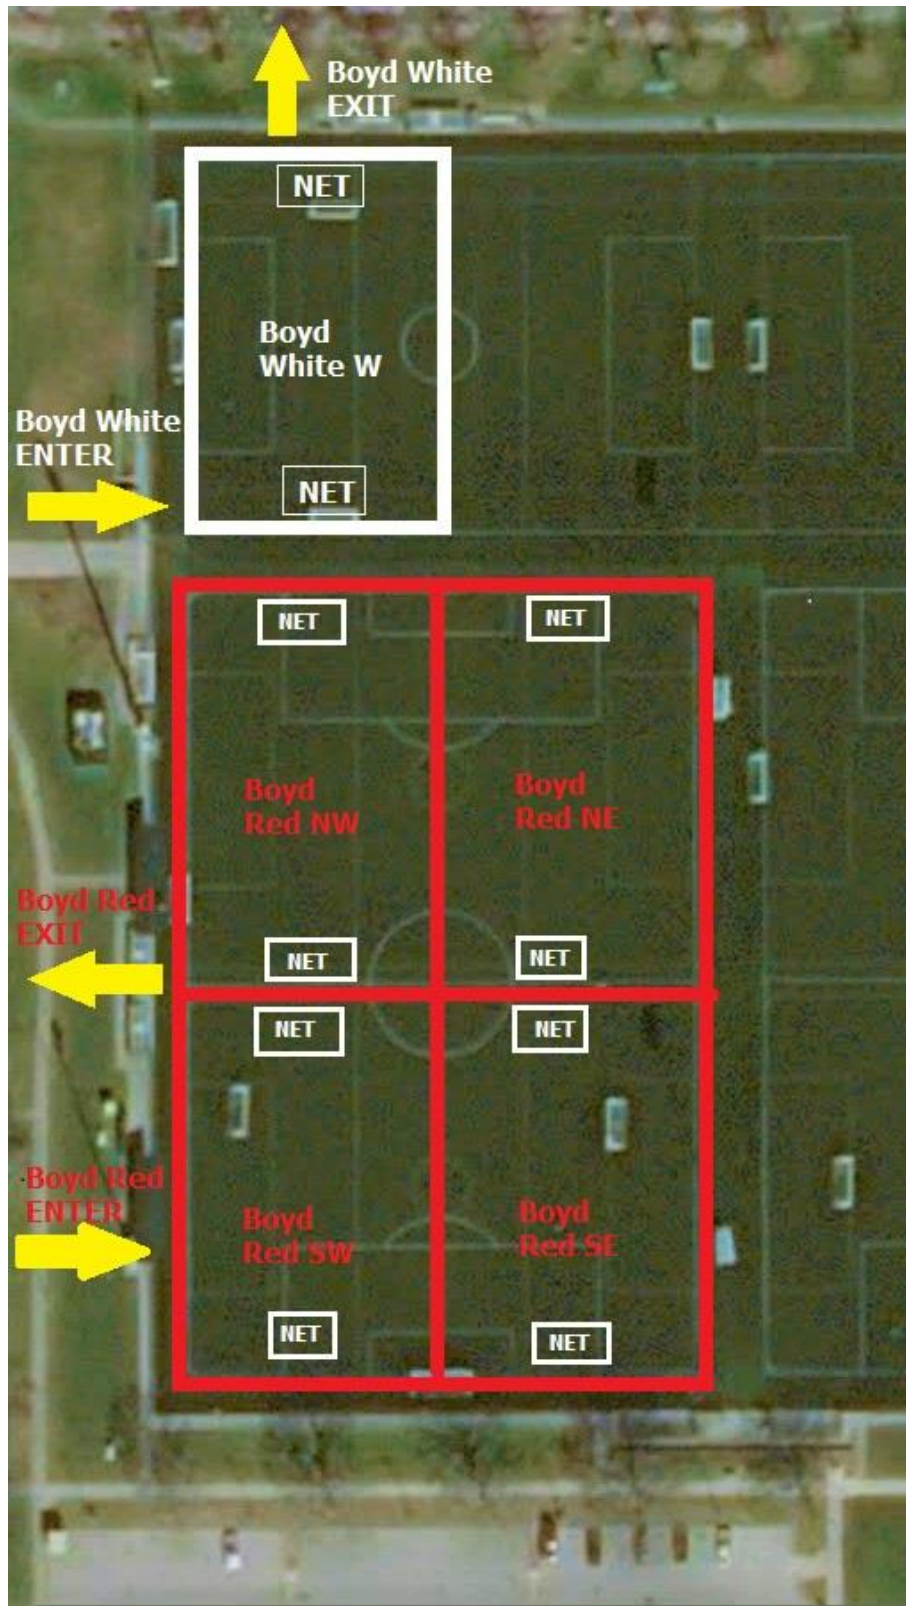 Boyd White
EXIT
NET
Boyd
White W
Boyd White
ENTER
NET
NET
NET
Boyd
Red NW
Boyd
Red NE
Boyd Red
EXIT
NET
NET
NET
NET
Boyd Red
ENTER
Boyd
Red SW
Boyd
Red SE
NET
NET